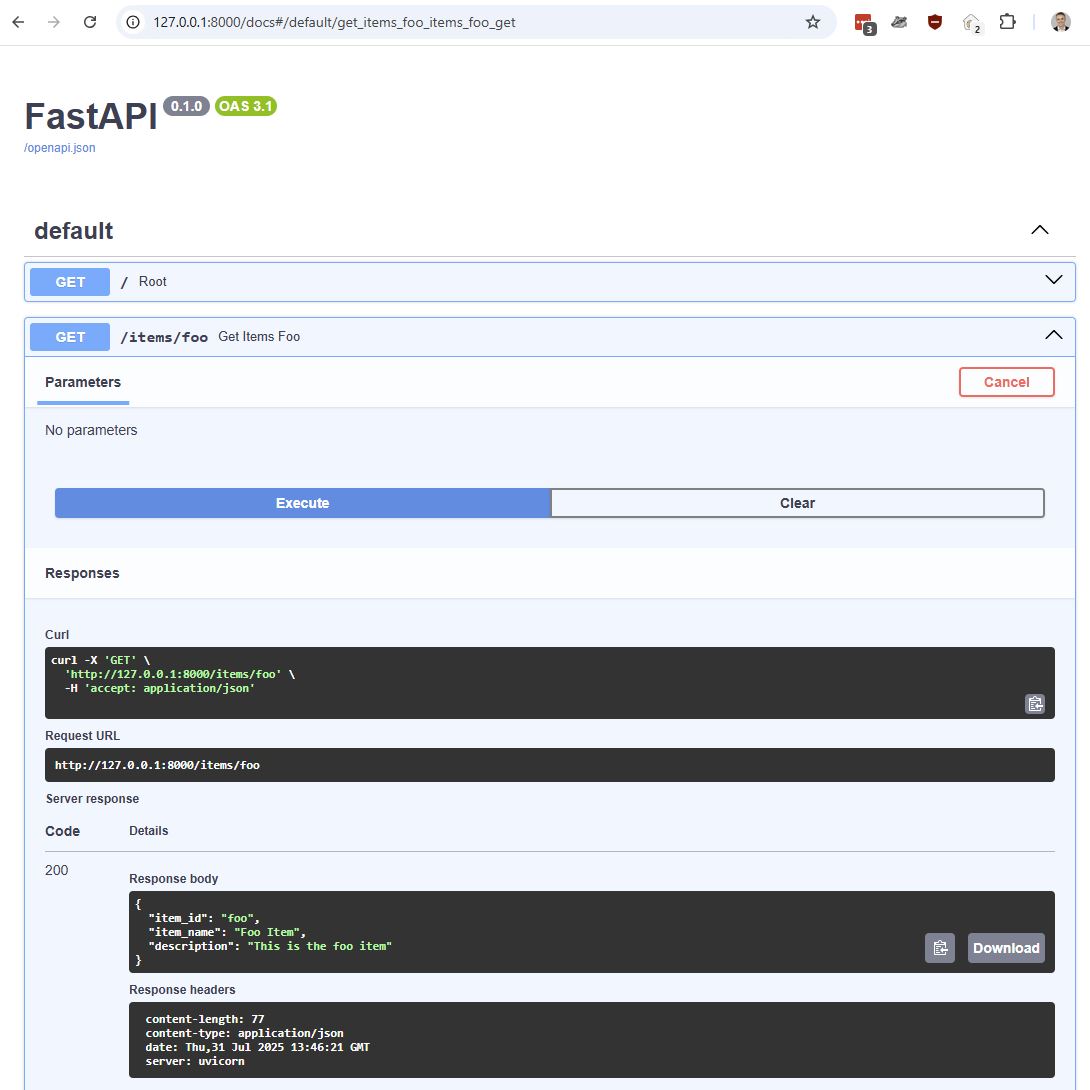 127.0.0.1:8000/docs#/default/get_items_foo_items_foo_get
3
2
FastAPI 0.1.0 OAS 3.1
/openapi.json
default
GET / Root
GET /items/foo Get Items Foo
Parameters Cancel
No parameters
Execute Clear
Responses
Curl
curl -X 'GET' \
'http://127.0.0.1:8000/items/foo' \
-H 'accept: application/json'
Request URL
http://127.0.0.1:8000/items/foo
Server response
Code Details
200
Response body
{
"item_id": "foo",
"item_name": "Foo Item",
"description": "This is the foo item"
}
Download
Response headers
content-length: 77
content-type: application/json
date: Thu,31 Jul 2025 13:46:21 GMT
server: uvicorn